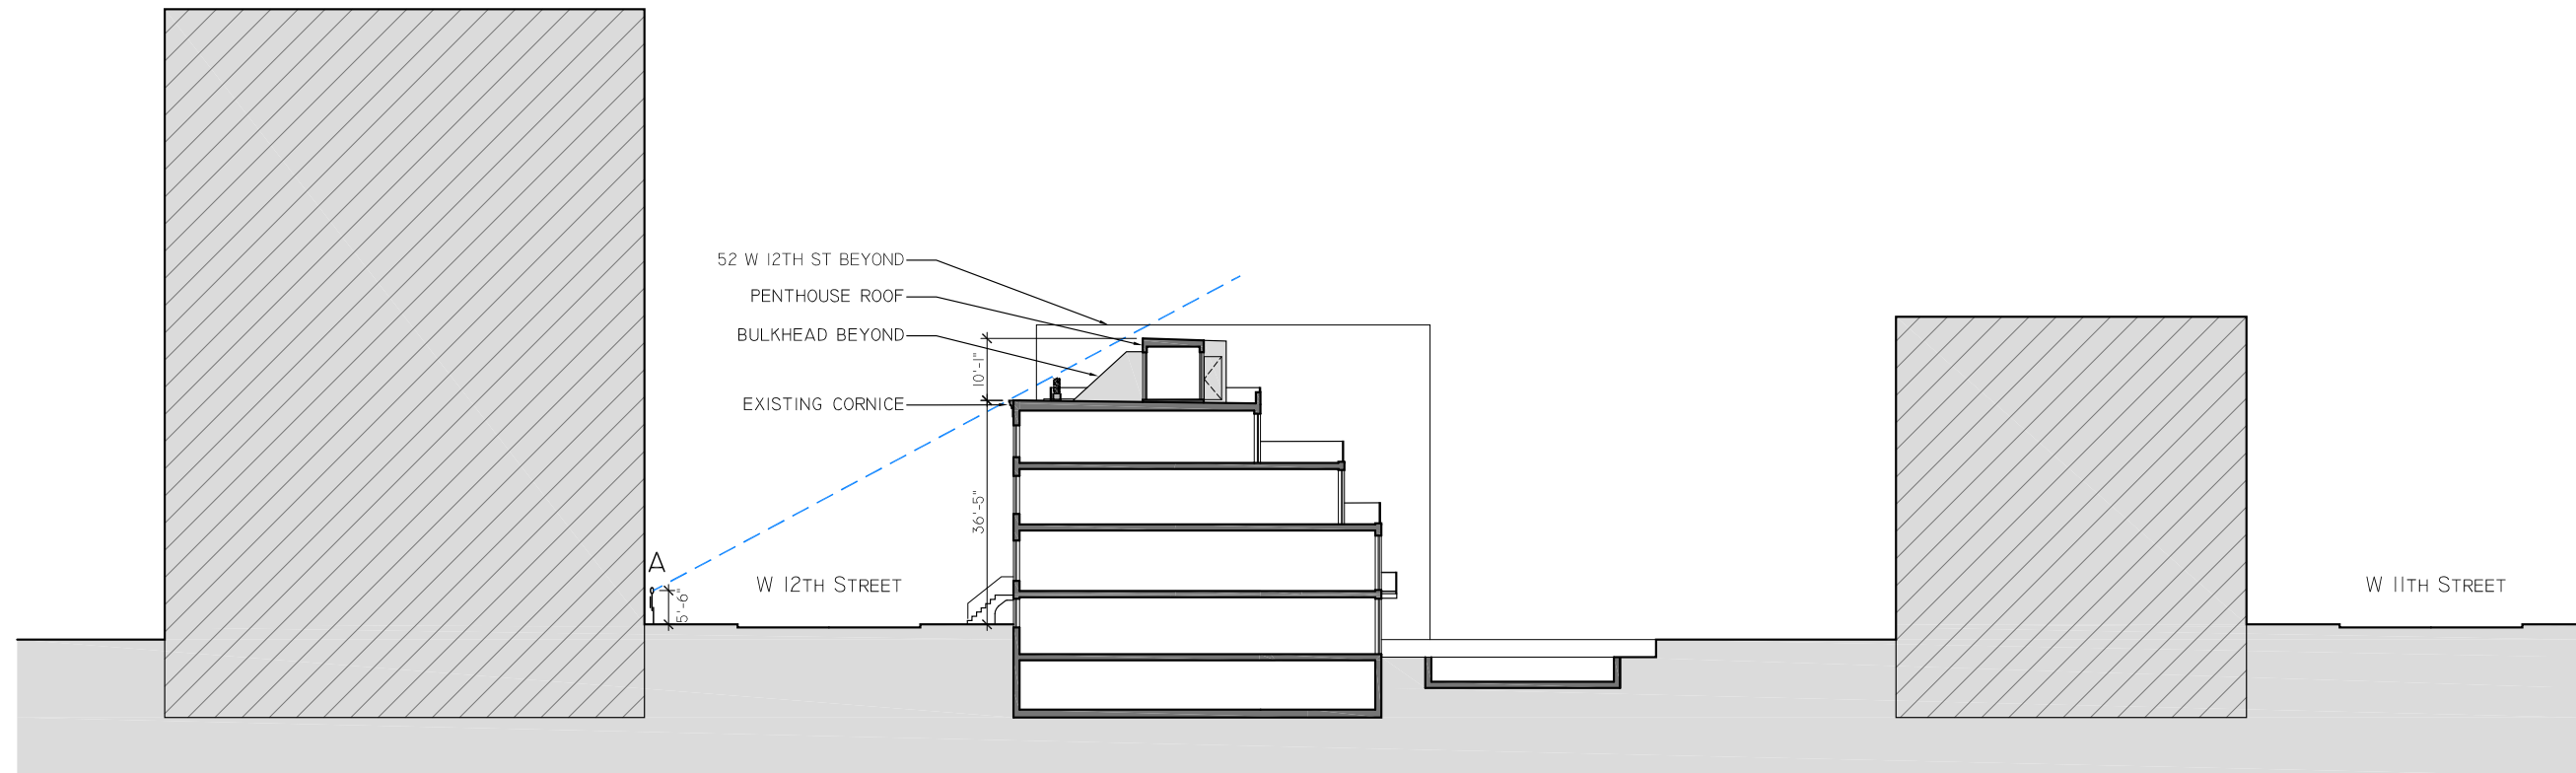 52 W 12TH ST BEYOND
PENTHOUSE ROOF
BULKHEAD BEYOND
EXISTING CORNICE
10'-1"
36'-5"
A
5'-6"
W 12TH STREET
W 11TH STREET